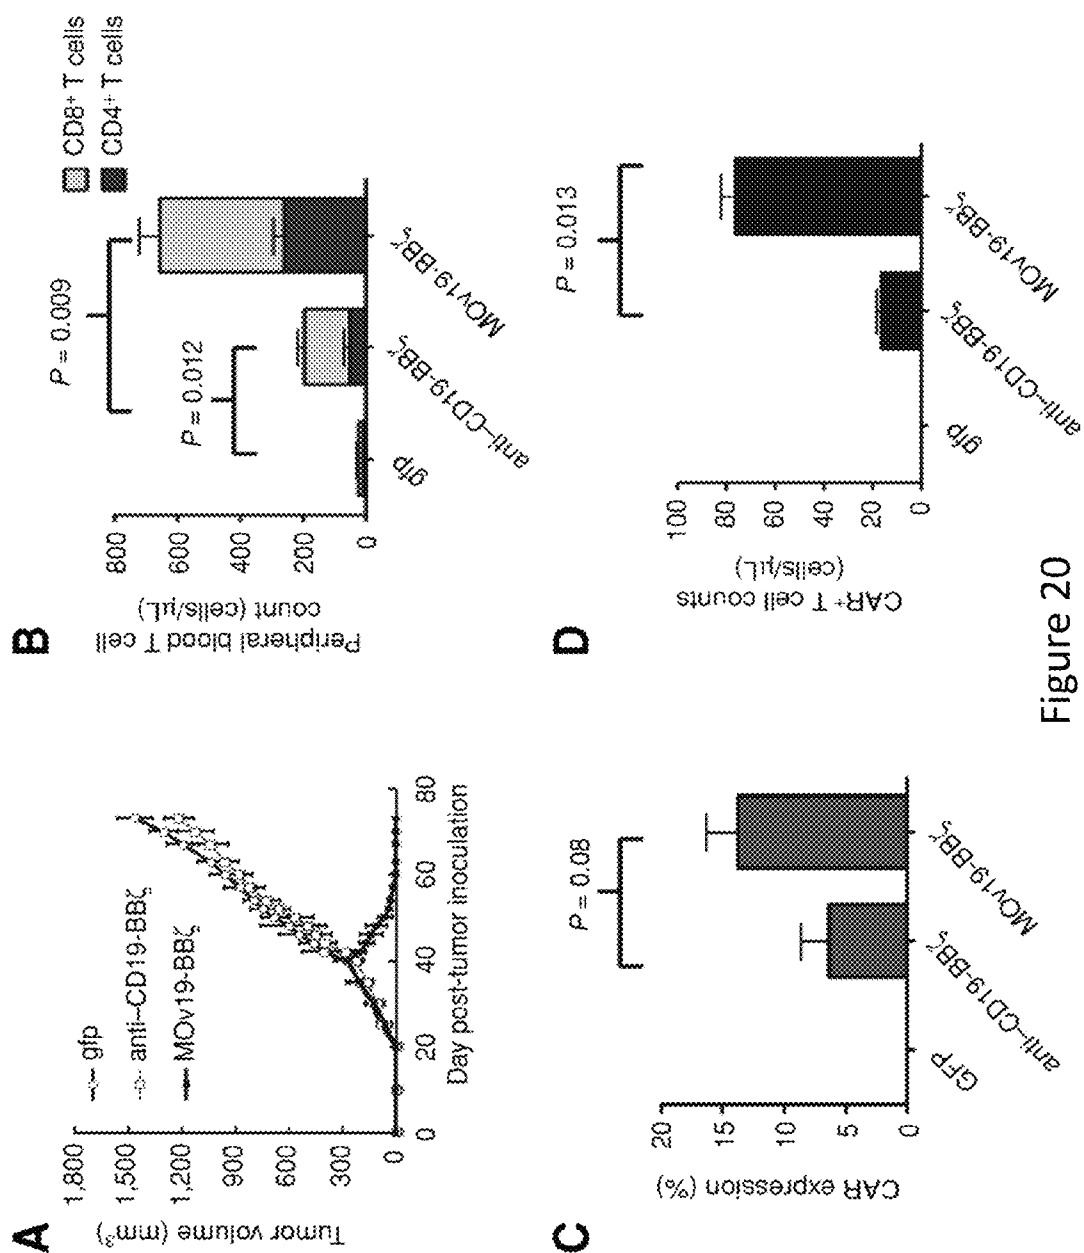 A
Tumor volume (mm³)
1,800
1,500
1,200
900
600
300
0
gfp
anti–CD19-BBζ
MOv19-BBζ
0 20 40 60 80
Day post-tumor inoculation
B
Peripheral blood T cell
count (cells/µL)
800
600
400
200
0
P = 0.009
P = 0.012
CD8⁺ T cells
CD4⁺ T cells
gfp
anti–CD19-BBζ
MOv19-BBζ
C
CAR expression (%)
20
15
10
5
0
P = 0.08
GFP
anti–CD19-BBζ
MOv19-BBζ
D
CAR⁺ T cell counts
(cells/µL)
100
80
60
40
20
0
P = 0.013
gfp
anti–CD19-BBζ
MOv19-BBζ
Figure 20